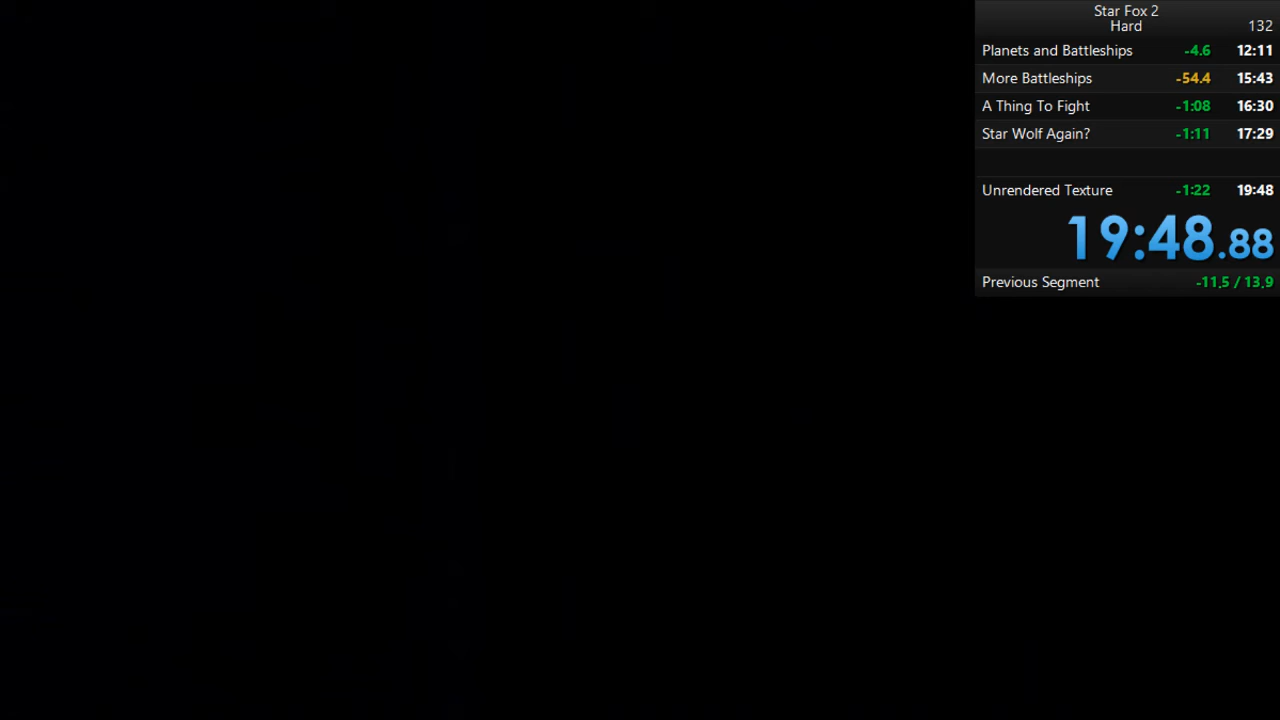 Star Fox 2
Hard 132
Planets and Battleships -4.6 12:11
More Battleships -54.4 15:43
A Thing To Fight -1:08 16:30
Star Wolf Again? -1:11 17:29
Unrendered Texture -1:22 19:48
19:48.88
Previous Segment -11.5 / 13.9